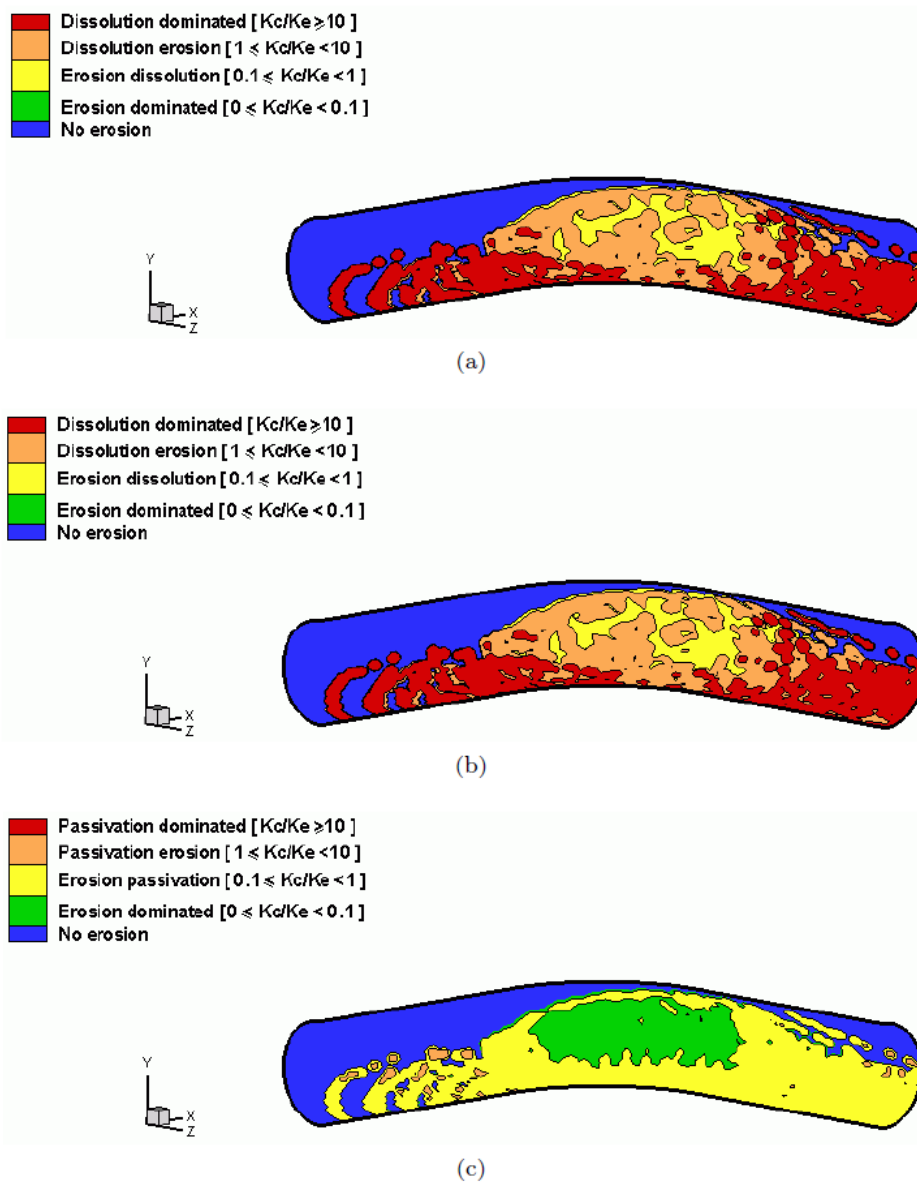 Dissolution dominated [ Kc/Ke ⩾10 ]
Dissolution erosion [ 1 ⩽ Kc/Ke <10 ]
Erosion dissolution [ 0.1⩽ Kc/Ke <1 ]
Erosion dominated [0 ⩽ Kc/Ke < 0.1 ]
No erosion
Y
X
Z
(a)
Dissolution dominated [ Kc/Ke ⩾10 ]
Dissolution erosion [ 1 ⩽ Kc/Ke <10 ]
Erosion dissolution [ 0.1⩽ Kc/Ke <1 ]
Erosion dominated [0 ⩽ Kc/Ke < 0.1 ]
No erosion
Y
X
Z
(b)
Passivation dominated [ Kc/Ke ⩾10 ]
Passivation erosion [ 1 ⩽ Kc/Ke <10 ]
Erosion passivation [ 0.1⩽ Kc/Ke <1 ]
Erosion dominated [0 ⩽ Kc/Ke < 0.1 ]
No erosion
Y
X
Z
(c)